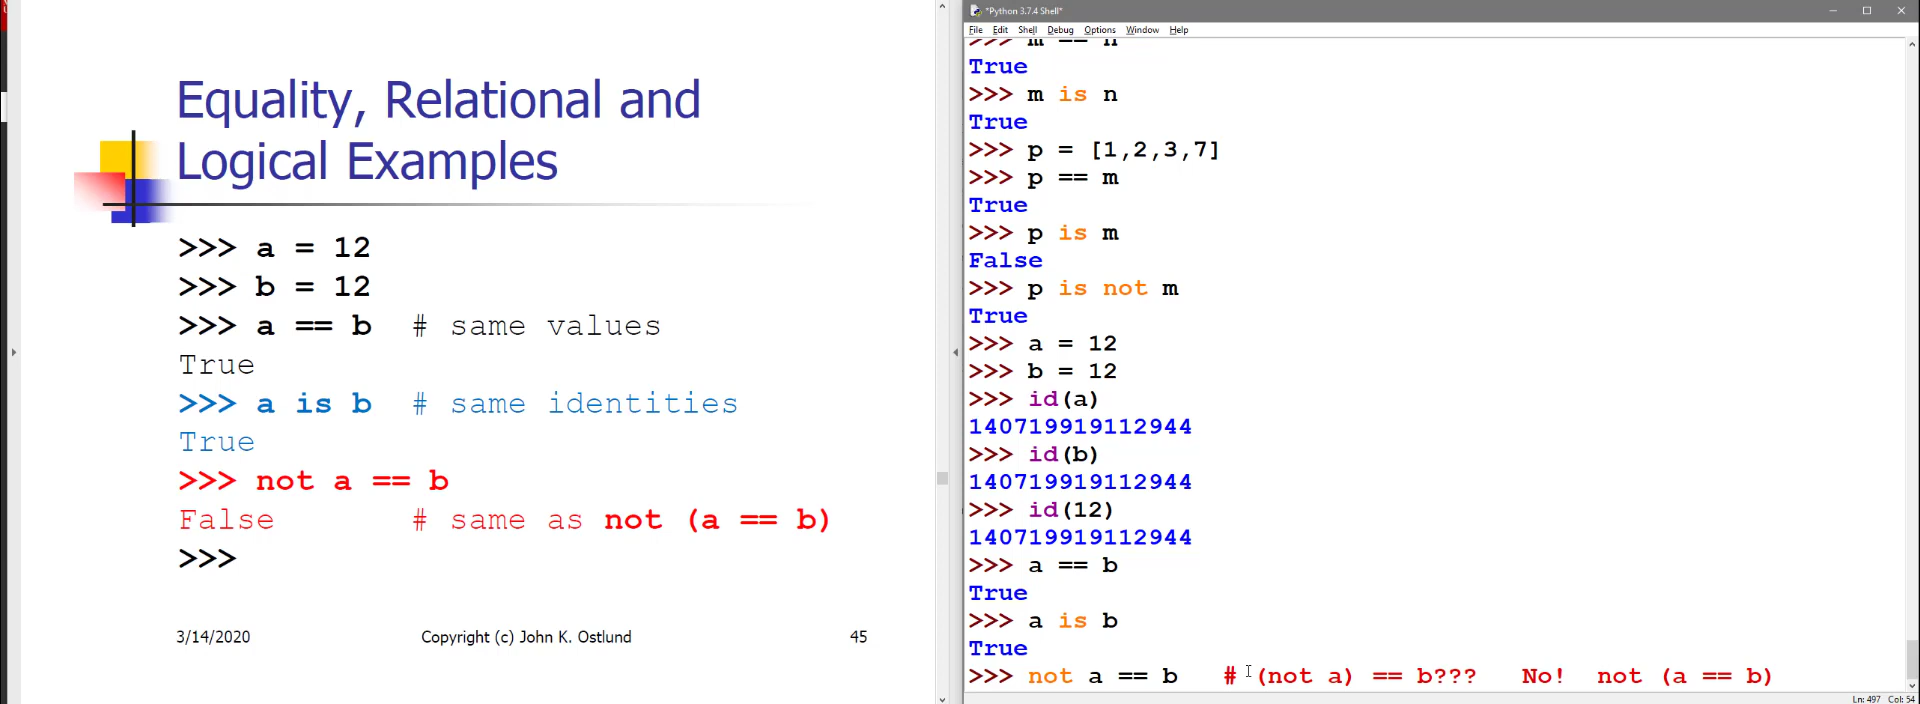 Equality, Relational and
Logical Examples
>>> a = 12
>>> b = 12
>>> a == b  # same values
True
>>> a is b  # same identities
True
>>> not a == b
False       # same as not (a == b)
>>>
3/14/2020
Copyright (c) John K. Ostlund
45
*Python 3.7.4 Shell*
File Edit Shell Debug Options Window Help
>>> m == n
True
>>> m is n
True
>>> p = [1,2,3,7]
>>> p == m
True
>>> p is m
False
>>> p is not m
True
>>> a = 12
>>> b = 12
>>> id(a)
140719919112944
>>> id(b)
140719919112944
>>> id(12)
140719919112944
>>> a == b
True
>>> a is b
True
>>> not a == b   # (not a) == b???   No!  not (a == b)
Ln: 497 Col: 54